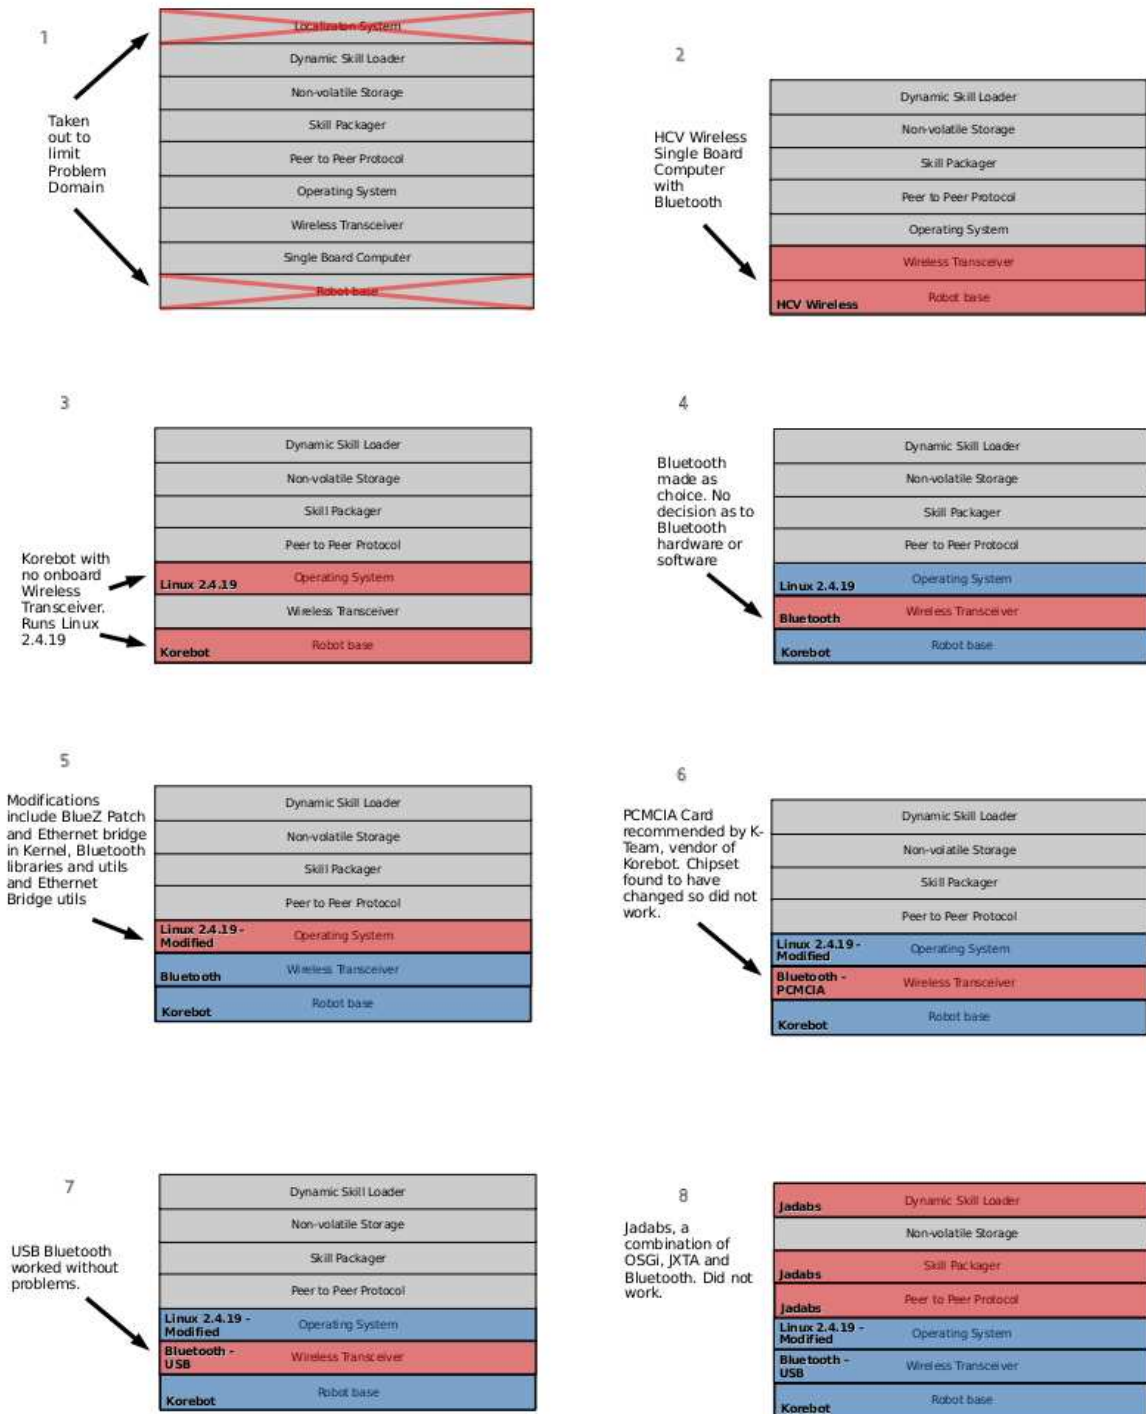 1
Taken
out to
limit
Problem
Domain
Localizaton System
Dynamic Skill Loader
Non-volatile Storage
Skill Packager
Peer to Peer Protocol
Operating System
Wireless Transceiver
Single Board Computer
Robot base
2
HCV Wireless
Single Board
Computer
with
Bluetooth
Dynamic Skill Loader
Non-volatile Storage
Skill Packager
Peer to Peer Protocol
Operating System
Wireless Transceiver
HCV Wireless Robot base
3
Korebot with
no onboard
Wireless
Transceiver.
Runs Linux
2.4.19
Dynamic Skill Loader
Non-volatile Storage
Skill Packager
Peer to Peer Protocol
Linux 2.4.19 Operating System
Wireless Transceiver
Korebot Robot base
4
Bluetooth
made as
choice. No
decision as to
Bluetooth
hardware or
software
Dynamic Skill Loader
Non-volatile Storage
Skill Packager
Peer to Peer Protocol
Linux 2.4.19 Operating System
Bluetooth Wireless Transceiver
Korebot Robot base
5
Modifications
include BlueZ Patch
and Ethernet bridge
in Kernel, Bluetooth
libraries and utils
and Ethernet
Bridge utils
Dynamic Skill Loader
Non-volatile Storage
Skill Packager
Peer to Peer Protocol
Linux 2.4.19 -
Modified Operating System
Bluetooth Wireless Transceiver
Korebot Robot base
6
PCMCIA Card
recommended by K-
Team, vendor of
Korebot. Chipset
found to have
changed so did not
work.
Dynamic Skill Loader
Non-volatile Storage
Skill Packager
Peer to Peer Protocol
Linux 2.4.19 -
Modified Operating System
Bluetooth -
PCMCIA Wireless Transceiver
Korebot Robot base
7
USB Bluetooth
worked without
problems.
Dynamic Skill Loader
Non-volatile Storage
Skill Packager
Peer to Peer Protocol
Linux 2.4.19 -
Modified Operating System
Bluetooth -
USB Wireless Transceiver
Korebot Robot base
8
Jadabs, a
combination of
OSGi, JXTA and
Bluetooth. Did not
work.
Jadabs Dynamic Skill Loader
Non-volatile Storage
Jadabs Skill Packager
Jadabs Peer to Peer Protocol
Linux 2.4.19 -
Modified Operating System
Bluetooth -
USB Wireless Transceiver
Korebot Robot base